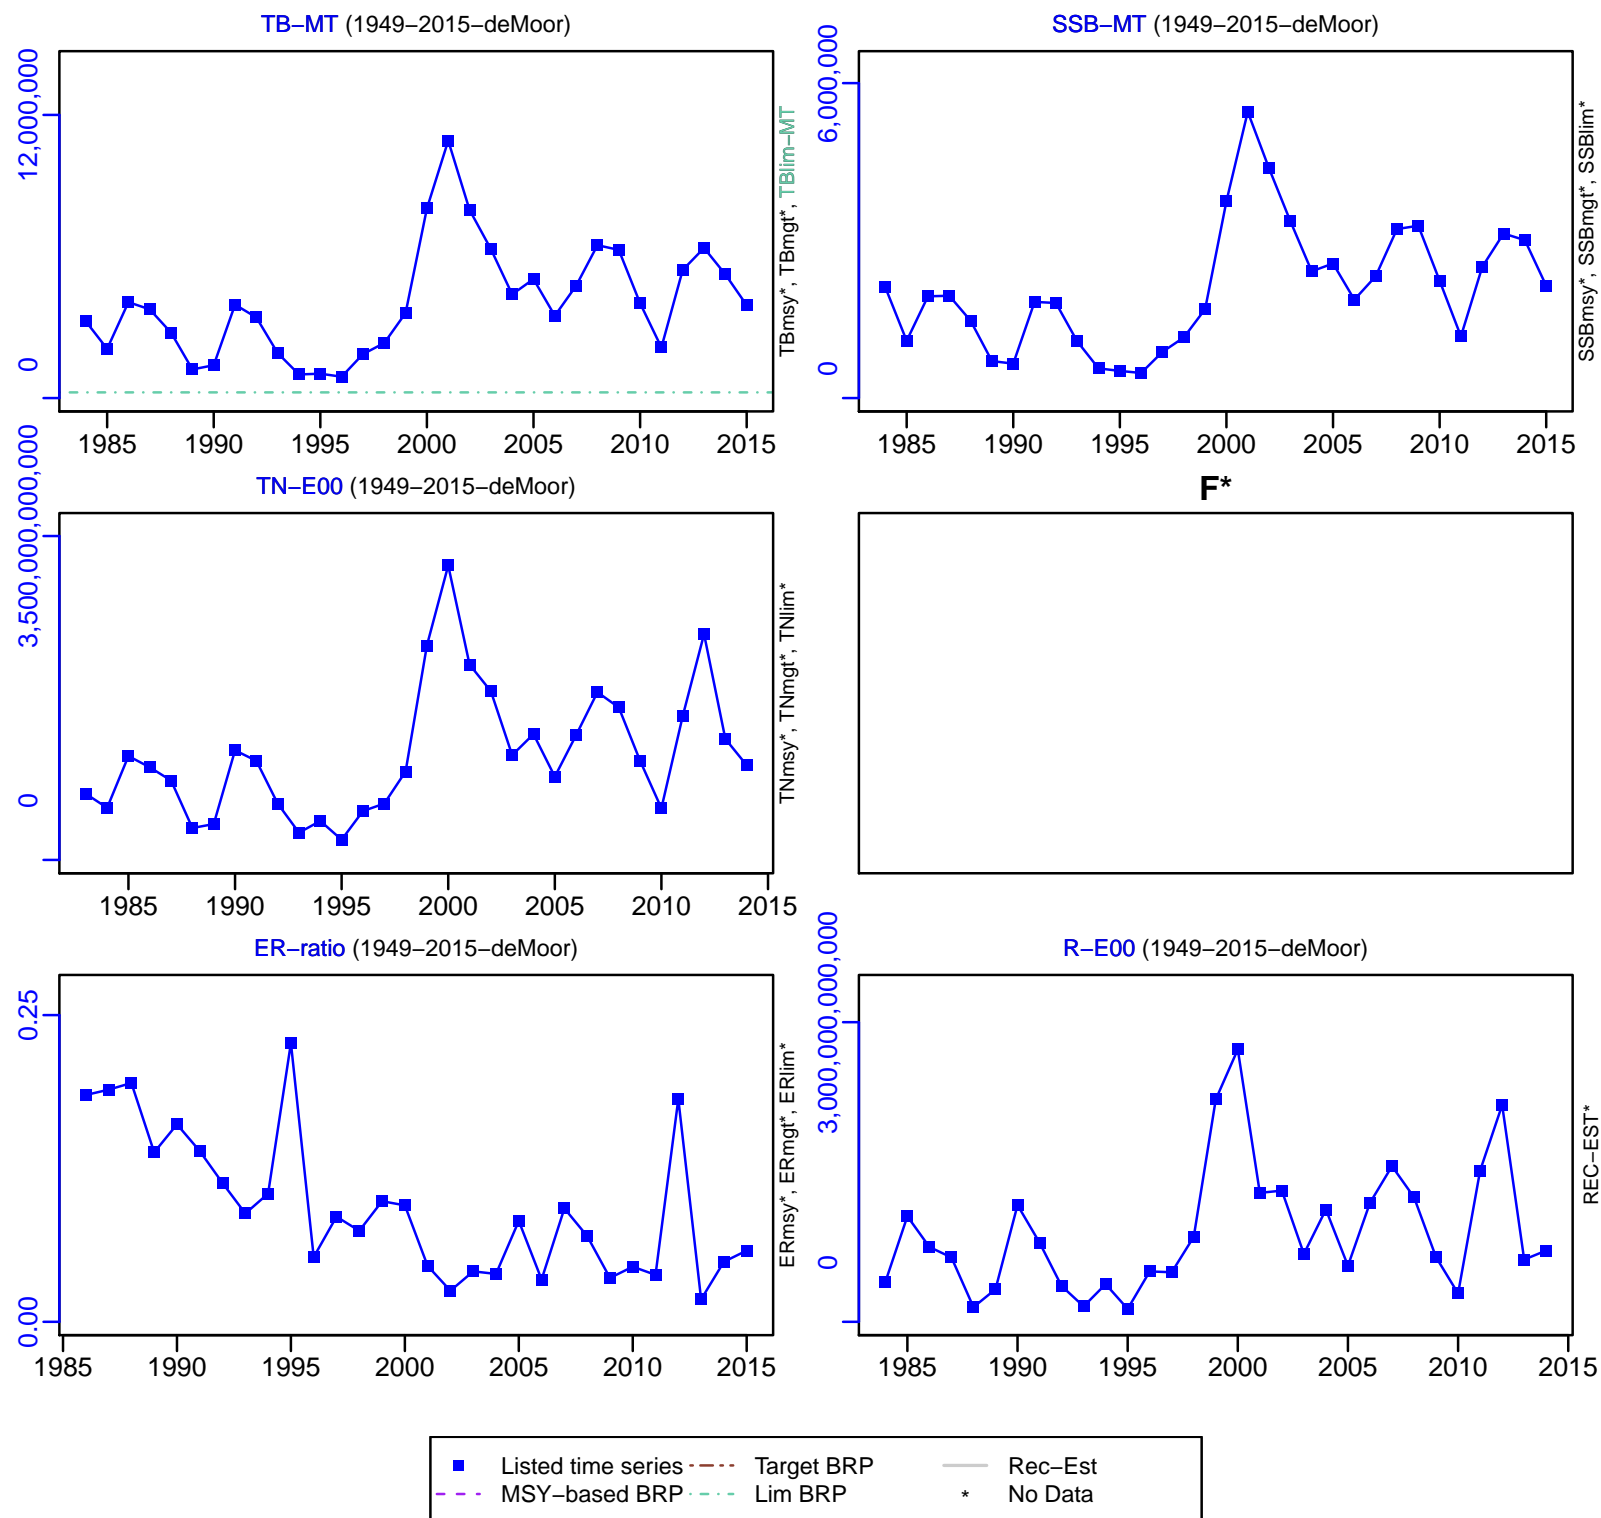 TB−MT (1949−2015−deMoor)
12,000,000
0
1985 1990 1995 2000 2005 2010 2015
TBmsy*, TBmgt*, TBlim−MT
SSB−MT (1949−2015−deMoor)
6,000,000
0
1985 1990 1995 2000 2005 2010 2015
SSBmsy*, SSBmgt*, SSBlim*
TN−E00 (1949−2015−deMoor)
3,500,000,000,000
0
1985 1990 1995 2000 2005 2010 2015
TNmsy*, TNmgt*, TNlim*
F*
ER−ratio (1949−2015−deMoor)
0.25
0.00
1985 1990 1995 2000 2005 2010 2015
ERmsy*, ERmgt*, ERlim*
R−E00 (1949−2015−deMoor)
3,000,000,000,000
0
1985 1990 1995 2000 2005 2010 2015
REC−EST*
Listed time series Target BRP Rec−Est
MSY−based BRP Lim BRP * No Data